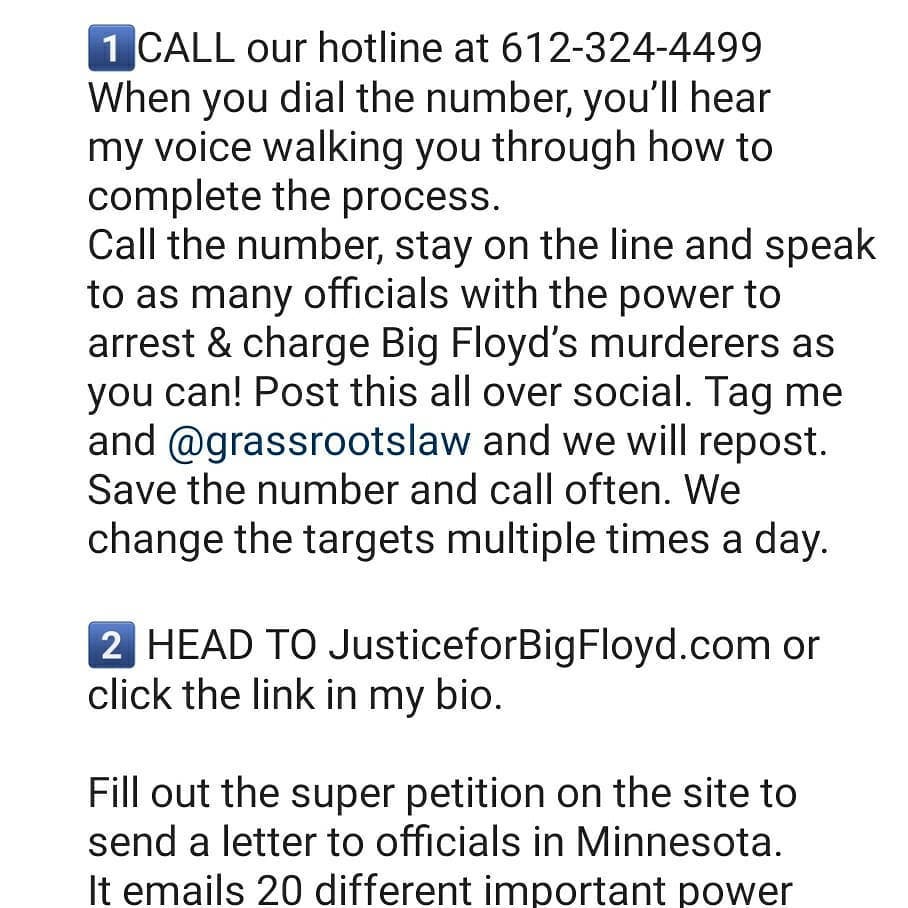 1️⃣CALL our hotline at 612-324-4499
When you dial the number, you’ll hear
my voice walking you through how to
complete the process.
Call the number, stay on the line and speak
to as many officials with the power to
arrest & charge Big Floyd’s murderers as
you can! Post this all over social. Tag me
and @grassrootslaw and we will repost.
Save the number and call often. We
change the targets multiple times a day.
2️⃣ HEAD TO JusticeforBigFloyd.com or
click the link in my bio.
Fill out the super petition on the site to
send a letter to officials in Minnesota.
It emails 20 different important power